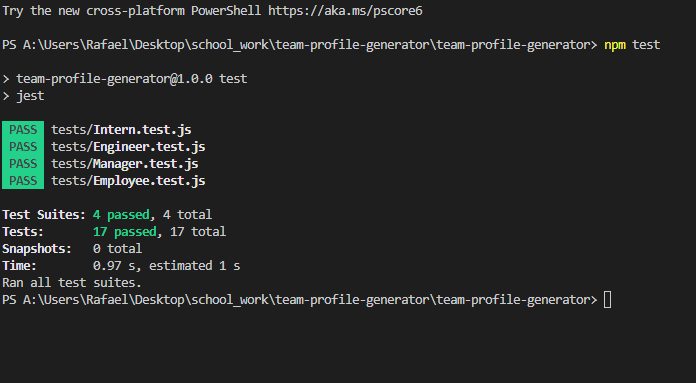 Try the new cross-platform PowerShell https://aka.ms/pscore6
PS A:\Users\Rafael\Desktop\school_work\team-profile-generator\team-profile-generator> npm test
> team-profile-generator@1.0.0 test
> jest
PASS tests/Intern.test.js
PASS tests/Engineer.test.js
PASS tests/Manager.test.js
PASS tests/Employee.test.js
Test Suites: 4 passed, 4 total
Tests: 17 passed, 17 total
Snapshots: 0 total
Time: 0.97 s, estimated 1 s
Ran all test suites.
PS A:\Users\Rafael\Desktop\school_work\team-profile-generator\team-profile-generator>